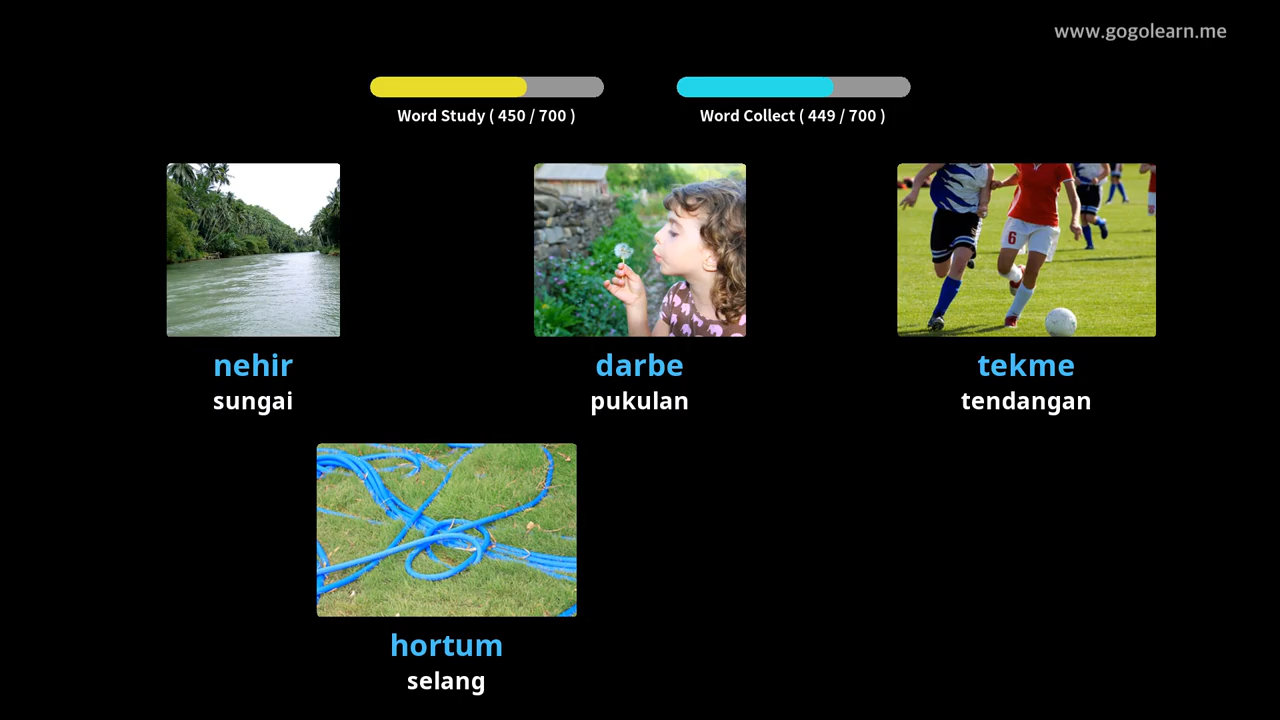 www.gogolearn.me
Word Study ( 450 / 700 )
Word Collect ( 449 / 700 )
6
nehir
sungai
darbe
pukulan
tekme
tendangan
hortum
selang